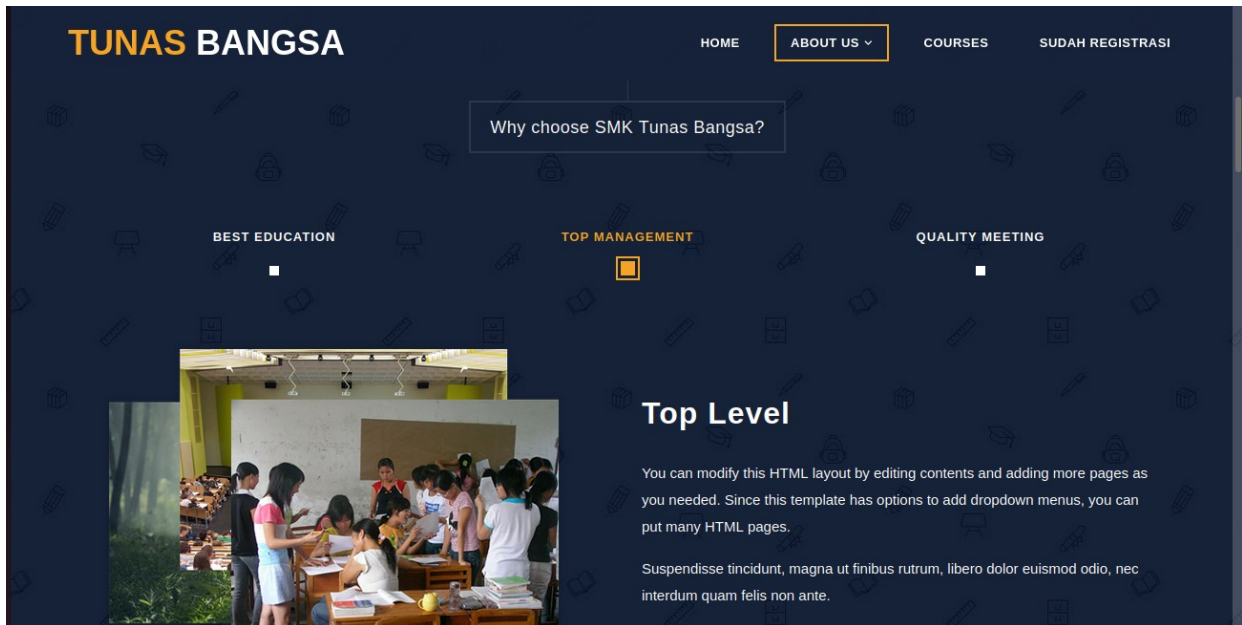 TUNAS BANGSA
HOME ABOUT US COURSES SUDAH REGISTRASI
Why choose SMK Tunas Bangsa?
BEST EDUCATION TOP MANAGEMENT QUALITY MEETING
Top Level
You can modify this HTML layout by editing contents and adding more pages as
you needed. Since this template has options to add dropdown menus, you can
put many HTML pages.
Suspendisse tincidunt, magna ut finibus rutrum, libero dolor euismod odio, nec
interdum quam felis non ante.